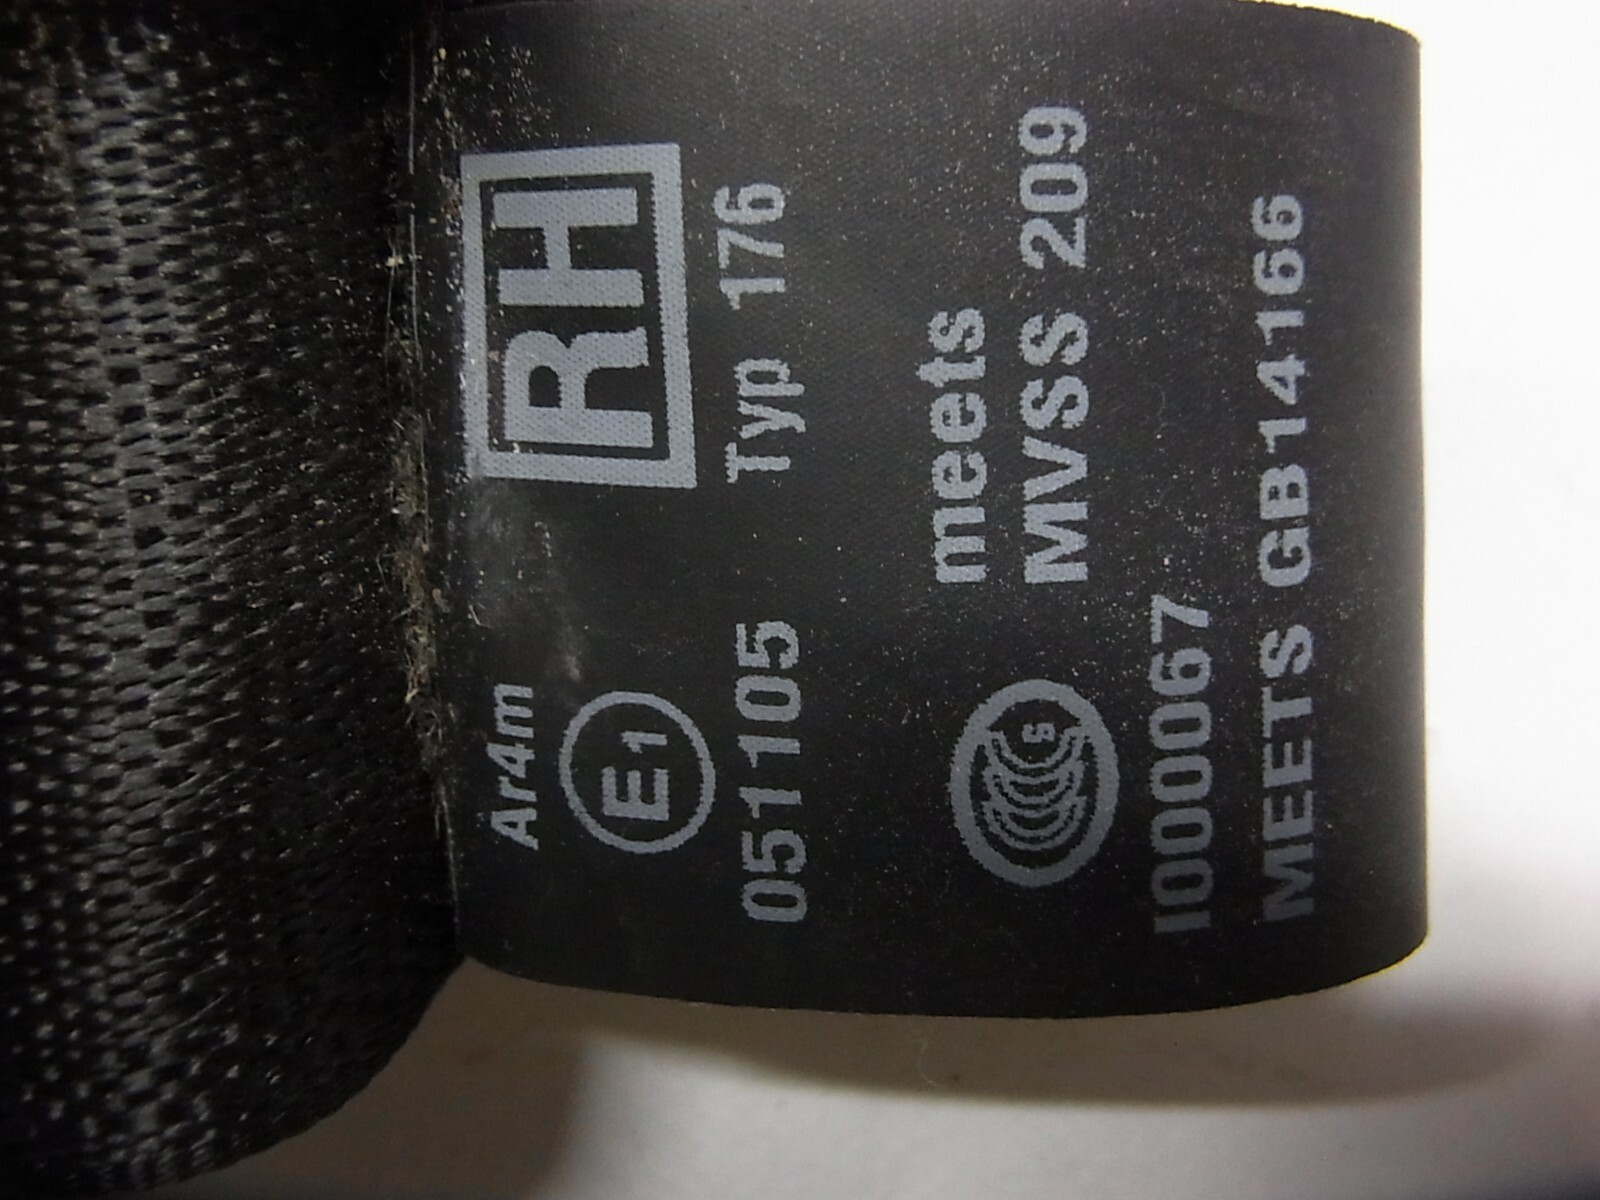 Ar4m
RH
E1
051105 Typ 176
meets
MVSS 209
S
I000067
MEETS GB14166